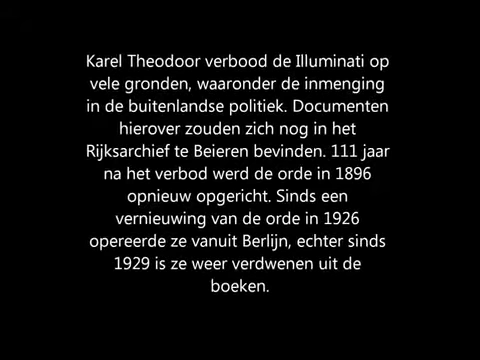 Karel Theodoor verbood de Illuminati op
vele gronden, waaronder de inmenging
in de buitenlandse politiek. Documenten
hierover zouden zich nog in het
Rijksarchief te Beieren bevinden. 111 jaar
na het verbod werd de orde in 1896
opnieuw opgericht. Sinds een
vernieuwing van de orde in 1926
opereerde ze vanuit Berlijn, echter sinds
1929 is ze weer verdwenen uit de
boeken.